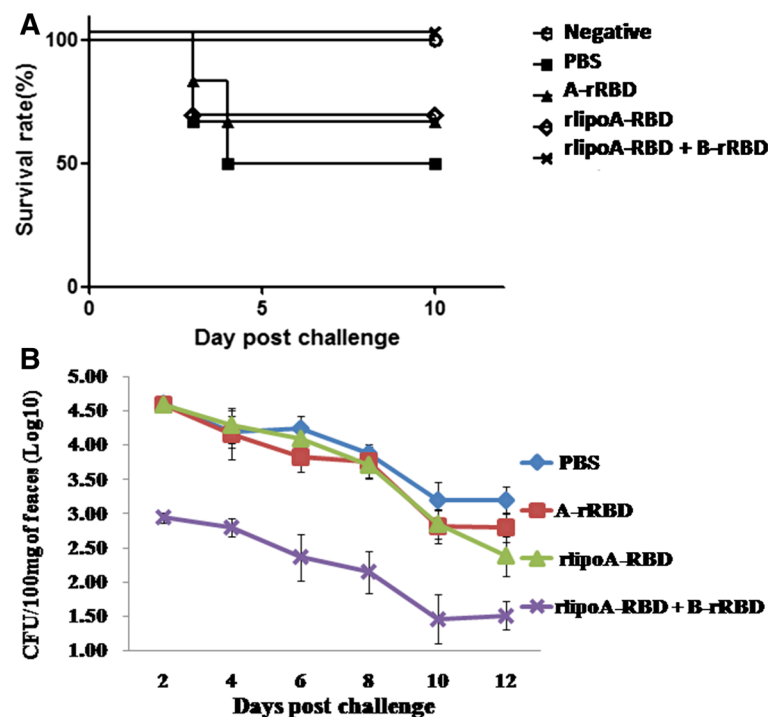 A
Survival rate(%)
100
50
0
0
5
10
Day post challenge
Negative
PBS
A-rRBD
rlipoA-RBD
rlipoA-RBD + B-rRBD
B
CFU/100mg of feaces (Log10)
5.00
4.50
4.00
3.50
3.00
2.50
2.00
1.50
1.00
2 4 6 8 10 12
Days post challenge
PBS
A-rRBD
rlipoA-RBD
rlipoA-RBD + B-rRBD